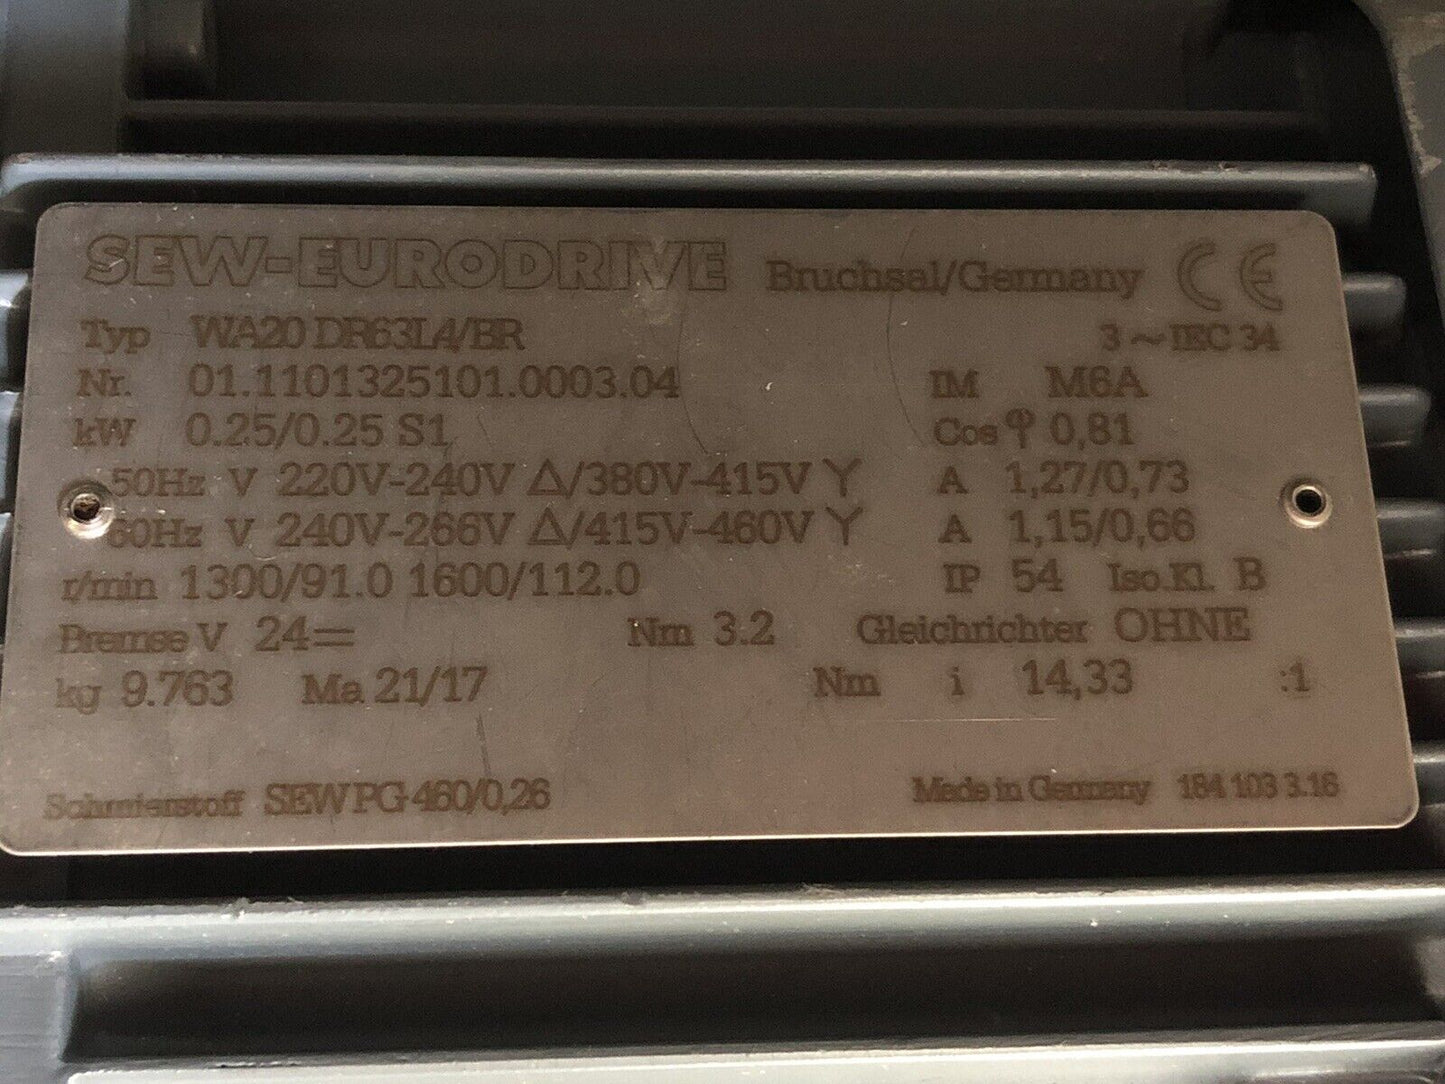 SEW-EURODRIVE Bruchsal/Germany CE
Typ WA20 DR63L4/BR 3 ~ IEC 34
Nr. 01.1101325101.0003.04 IM M6A
kW 0.25/0.25 S1 Cos φ 0,81
50Hz V 220V-240V Δ/380V-415V Y A 1,27/0,73
60Hz V 240V-266V Δ/415V-460V Y A 1,15/0,66
r/min 1300/91.0 1600/112.0 IP 54 Iso.Kl. B
Bremse V 24= Nm 3.2 Gleichrichter OHNE
kg 9.763 Ma 21/17 Nm i 14,33 :1
Schmierstoff SEW PG 460/0,26 Made in Germany 184 103 3.16